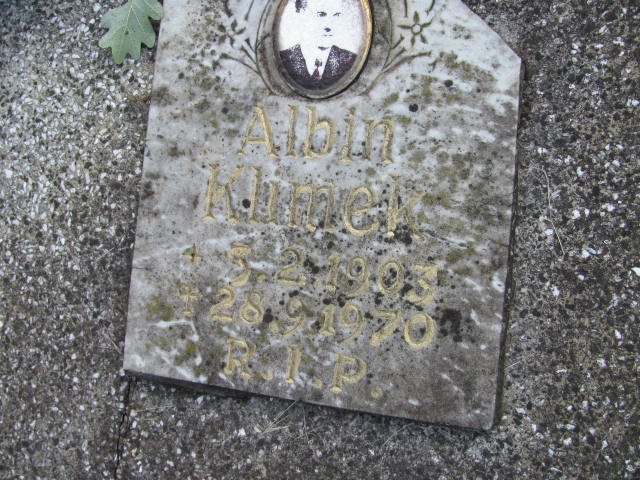 Albin
Klimek
* 3.2.1903
† 28.9.1970
R.I.P.